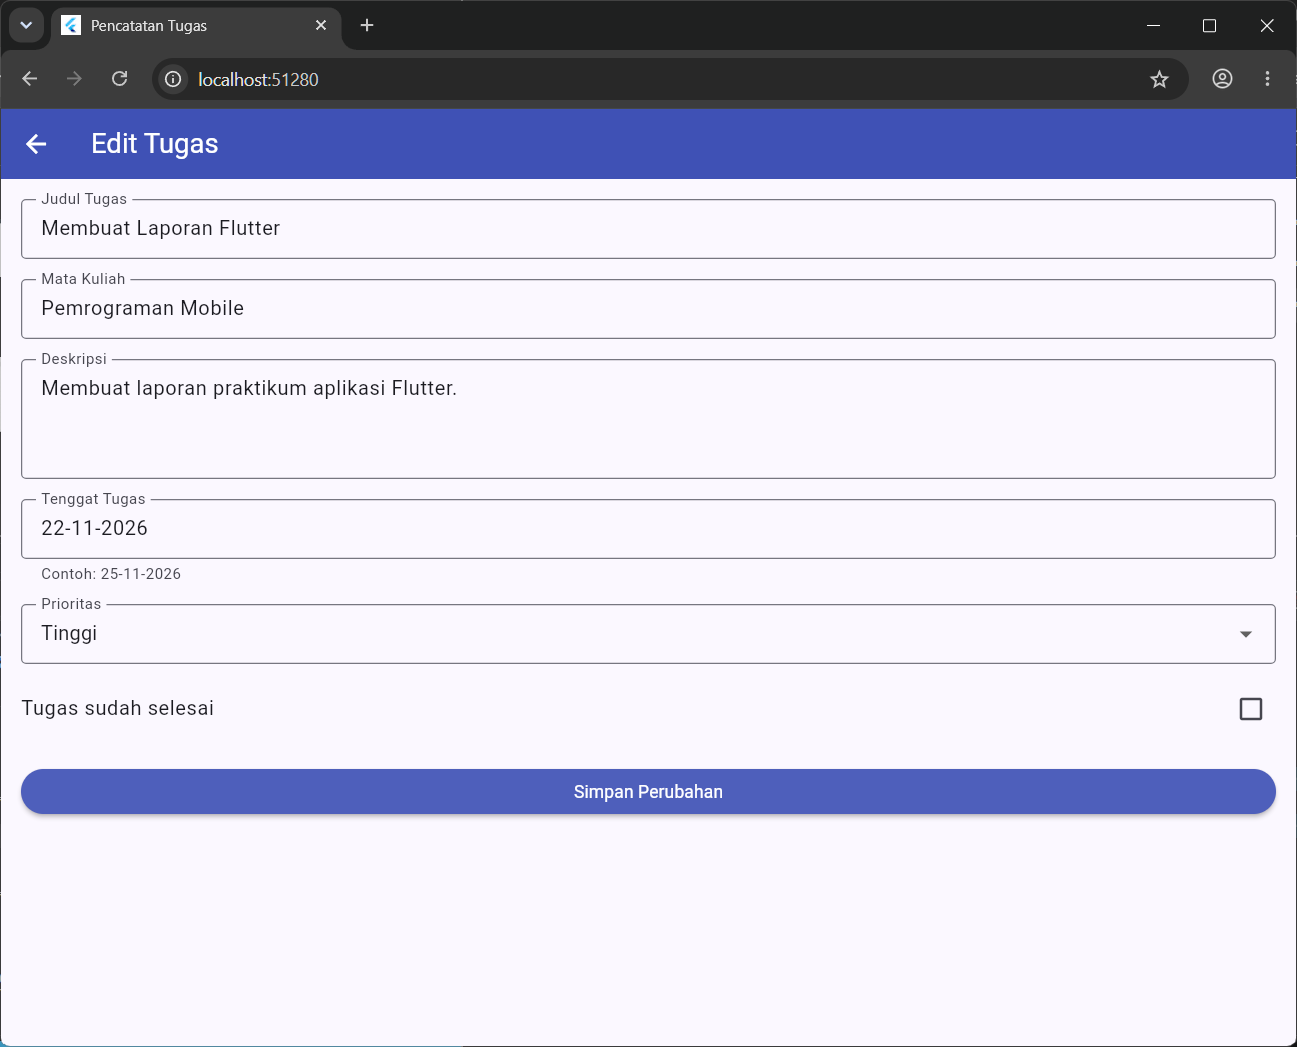 Pencatatan Tugas
localhost:51280
Edit Tugas
Judul Tugas
Membuat Laporan Flutter
Mata Kuliah
Pemrograman Mobile
Deskripsi
Membuat laporan praktikum aplikasi Flutter.
Tenggat Tugas
22-11-2026
Contoh: 25-11-2026
Prioritas
Tinggi
Tugas sudah selesai
Simpan Perubahan